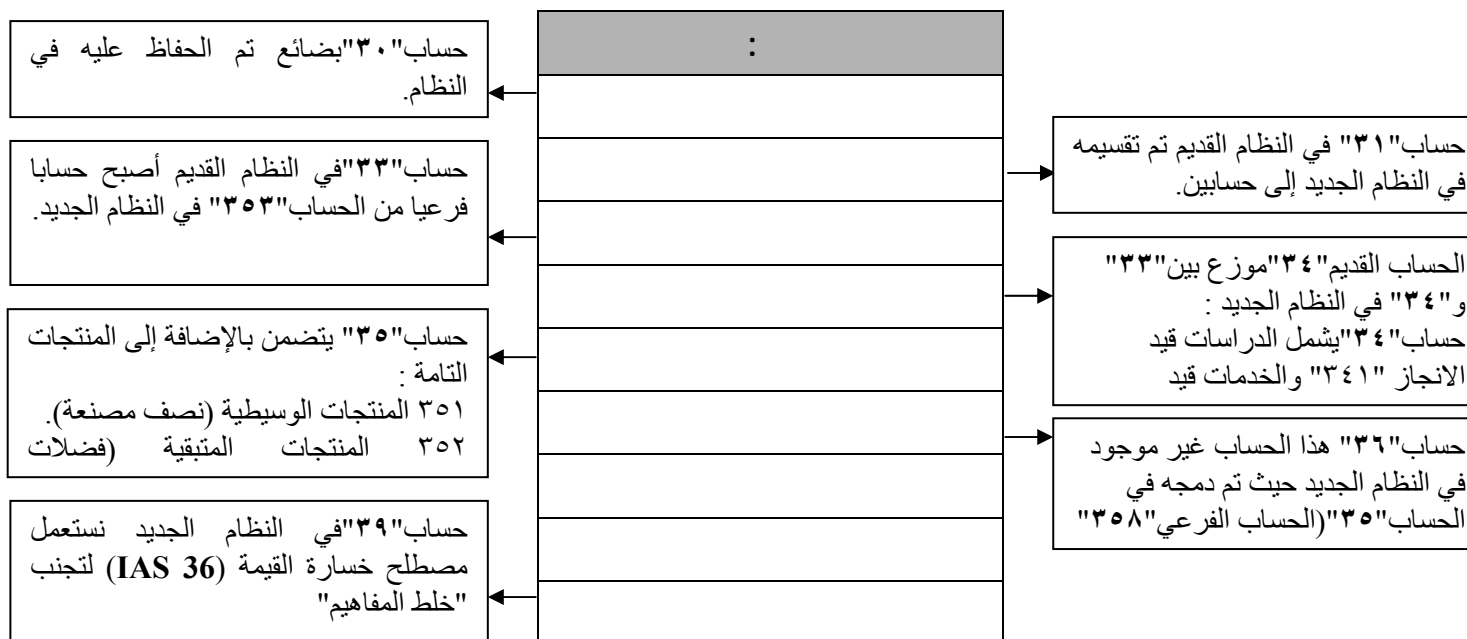 :
حساب"٣٠"بضائع تم الحفاظ عليه في
النظام.
حساب"٣١" في النظام القديم تم تقسيمه
في النظام الجديد إلى حسابين.
حساب"٣٣"في النظام القديم أصبح حسابا
فرعيا من الحساب"٣٥٣" في النظام الجديد.
الحساب القديم"٣٤"موزع بين"٣٣"
و"٣٤" في النظام الجديد :
حساب"٣٤"يشمل الدراسات قيد
الانجاز "٣٤١" والخدمات قيد
حساب"٣٥" يتضمن بالإضافة إلى المنتجات
التامة :
٣٥١ المنتجات الوسيطية (نصف مصنعة).
٣٥٢ المنتجات المتبقية (فضلات
حساب"٣٦" هذا الحساب غير موجود
في النظام الجديد حيث تم دمجه في
الحساب"٣٥"(الحساب الفرعي"٣٥٨"
حساب"٣٩"في النظام الجديد نستعمل
مصطلح خسارة القيمة (IAS 36) لتجنب
"خلط المفاهيم"